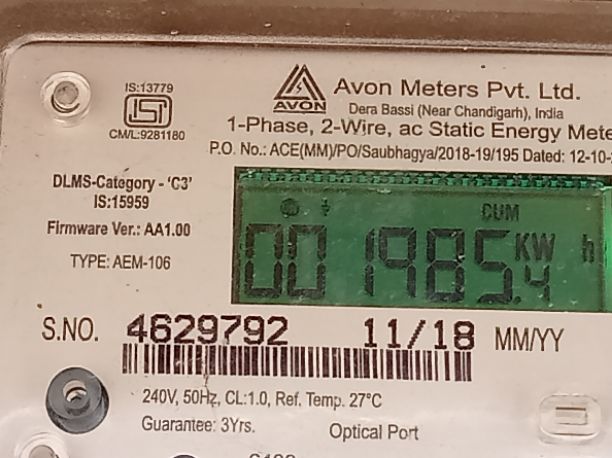 IS:13779
ISI
CM/L:9281180
AVON
Avon Meters Pvt. Ltd.
Dera Bassi (Near Chandigarh), India
1-Phase, 2-Wire, ac Static Energy Mete
P.O. No.: ACE(MM)/PO/Saubhagya/2018-19/195 Dated: 12-10-
DLMS-Category - 'C3'
IS:15959
Firmware Ver.: AA1.00
TYPE: AEM-106
CUM
001985.4 KW h
S.NO. 4629792 11/18 MM/YY
240V, 50Hz, CL:1.0, Ref. Temp. 27°C
Guarantee: 3Yrs.
Optical Port